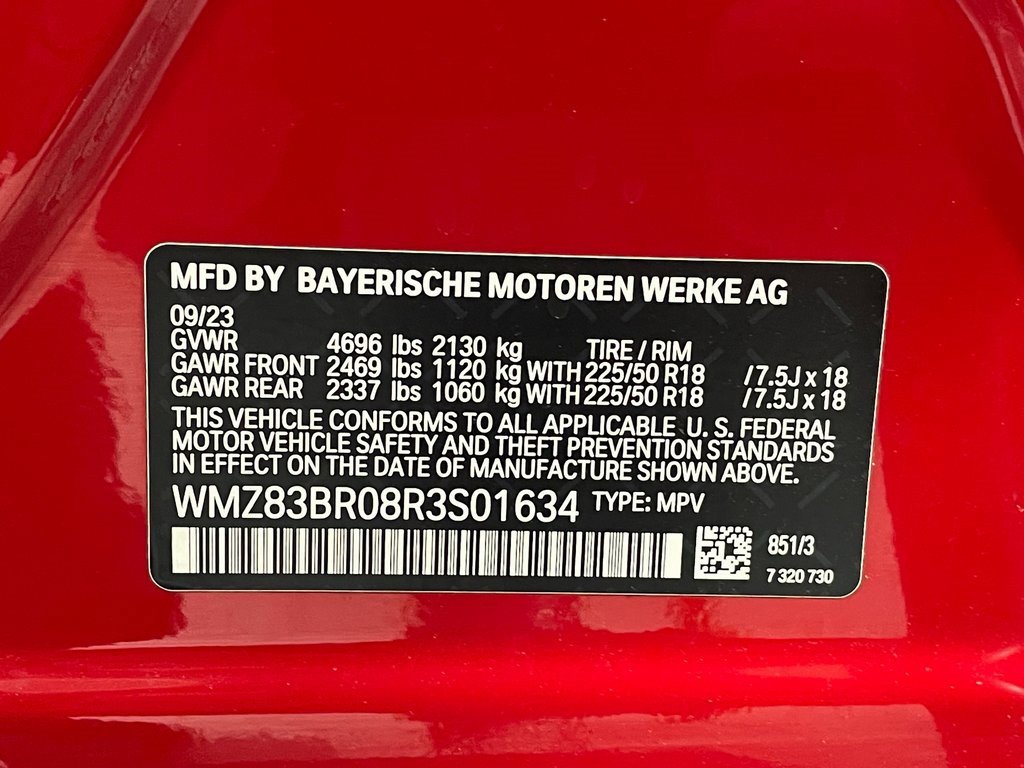 MFD BY BAYERISCHE MOTOREN WERKE AG
09/23
GVWR 4696 lbs 2130 kg TIRE / RIM
GAWR FRONT 2469 lbs 1120 kg WITH 225/50 R18 /7.5J x 18
GAWR REAR 2337 lbs 1060 kg WITH 225/50 R18 /7.5J x 18
THIS VEHICLE CONFORMS TO ALL APPLICABLE U. S. FEDERAL
MOTOR VEHICLE SAFETY AND THEFT PREVENTION STANDARDS
IN EFFECT ON THE DATE OF MANUFACTURE SHOWN ABOVE.
WMZ83BR08R3S01634 TYPE: MPV
851/3
7 320 730